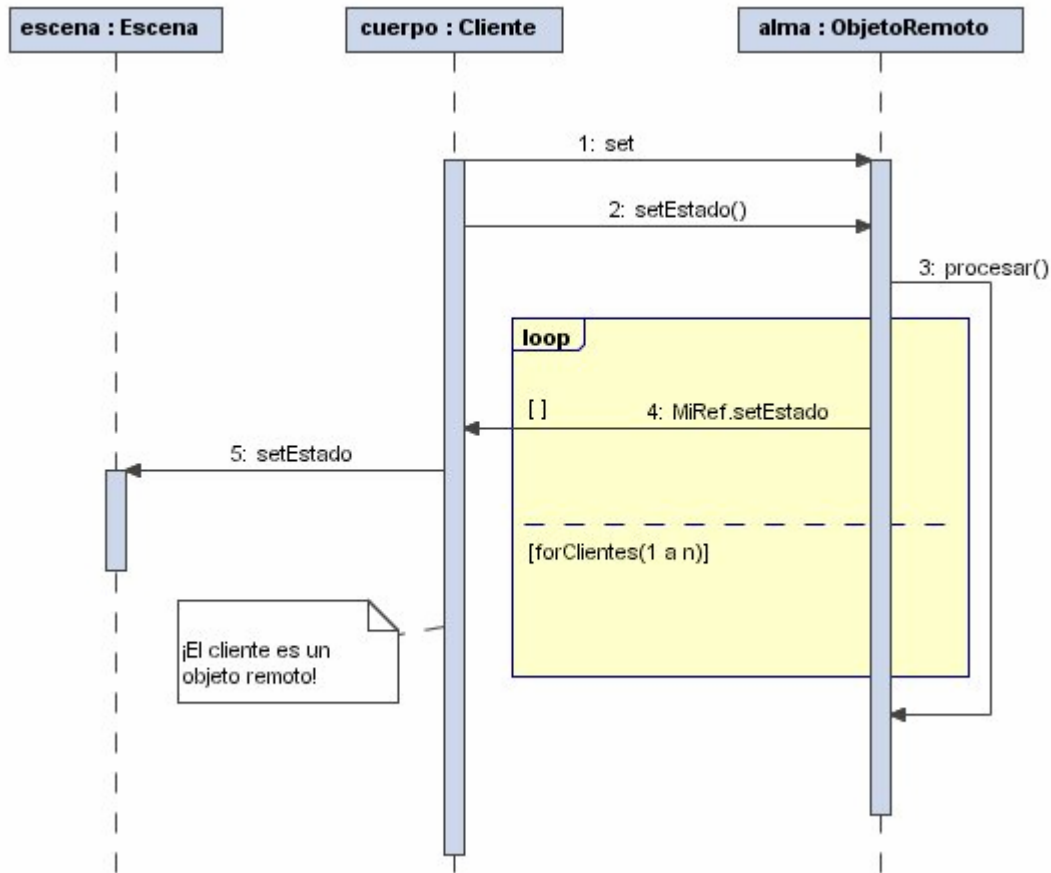 escena : Escena
cuerpo : Cliente
alma : ObjetoRemoto
1: set
2: setEstado()
3: procesar()
loop
[ ]
4: MiRef.setEstado
5: setEstado
[forClientes(1 a n)]
¡El cliente es un
objeto remoto!